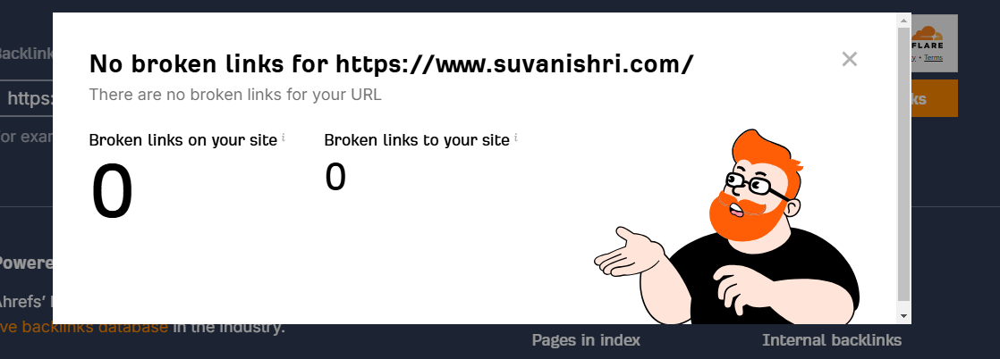 No broken links for https://www.suvanishri.com/
There are no broken links for your URL
Broken links on your site i
Broken links to your site i
0
0
Backlink
FLARE
y • Terms
https:
ks
or exam
Powere
Ahrefs'
ve backlinks database in the industry.
Pages in index
Internal backlinks